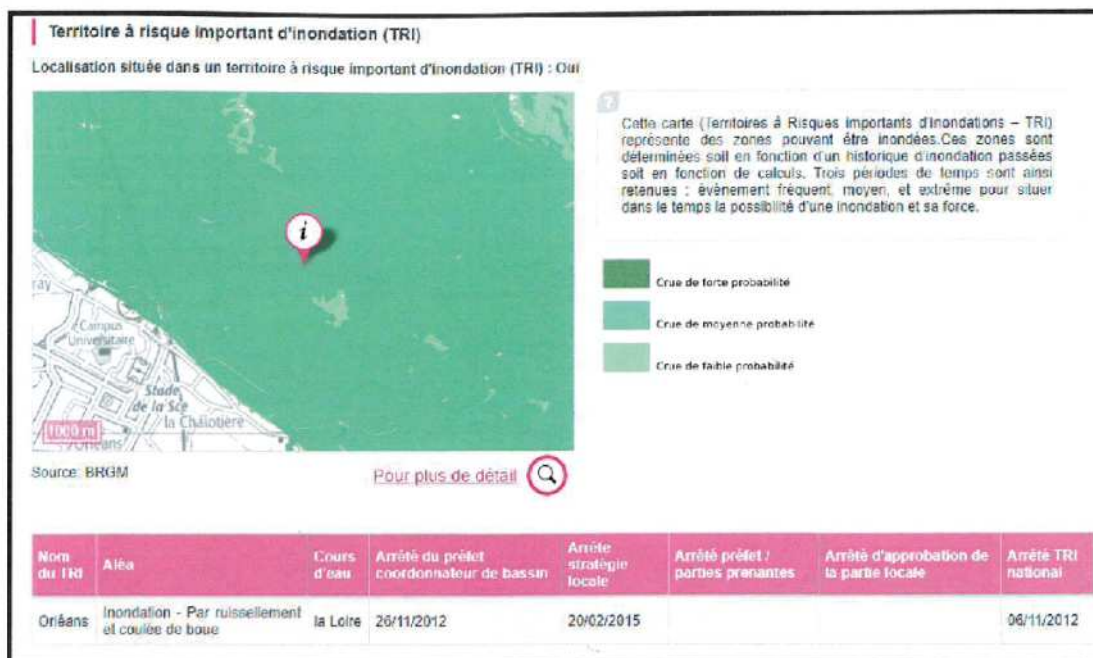 Territoire à risque important d'inondation (TRI)
Localisation située dans un territoire à risque important d'inondation (TRI) : Oui
?
Cette carte (Territoires à Risques importants d'inondations – TRI)
représente des zones pouvant être inondées.Ces zones sont
déterminées soit en fonction d'un historique d'inondation passées
soit en fonction de calculs. Trois périodes de temps sont ainsi
retenues : évènement fréquent, moyen, et extrême pour situer
dans le temps la possibilité d'une inondation et sa force.
i
Crue de forte probabilité
Crue de moyenne probabilité
Crue de faible probabilité
ray
Campus
Universitaire
Stade
de la Sce
la Châlotière
1000 m
Orléans
Source: BRGM
Pour plus de détail
Nom du TRI
Aléa
Cours d'eau
Arrêté du préfet coordonnateur de bassin
Arrêté stratégie locale
Arrêté préfet / parties prenantes
Arrêté d'approbation de la partie locale
Arrêté TRI national
Orléans
Inondation - Par ruissellement et coulée de boue
la Loire
26/11/2012
20/02/2015
06/11/2012